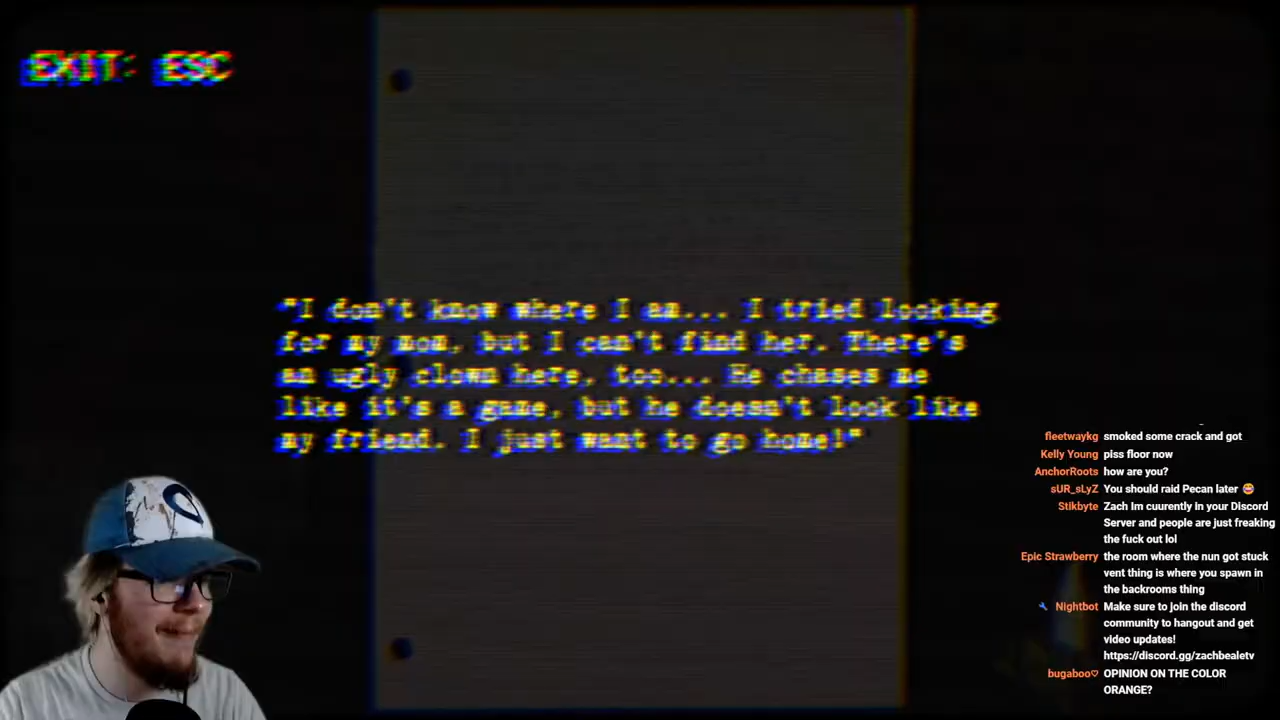 EXIT: ESC
"I don't know where I am... I tried looking
for my mom, but I can't find her. There's
an ugly clown here, too... He chases me
like it's a game, but he doesn't look like
my friend. I just want to go home!"
fleetwaykg smoked some crack and got
Kelly Young piss floor now
AnchorRoots how are you?
sUR_sLyZ You should raid Pecan later 😄
Stikbyte Zach Im cuurently in your Discord
Server and people are just freaking
the fuck out lol
Epic Strawberry the room where the nun got stuck
vent thing is where you spawn in
the backrooms thing
Nightbot Make sure to join the discord
community to hangout and get
video updates!
https://discord.gg/zachbealetv
bugaboo♡ OPINION ON THE COLOR
ORANGE?